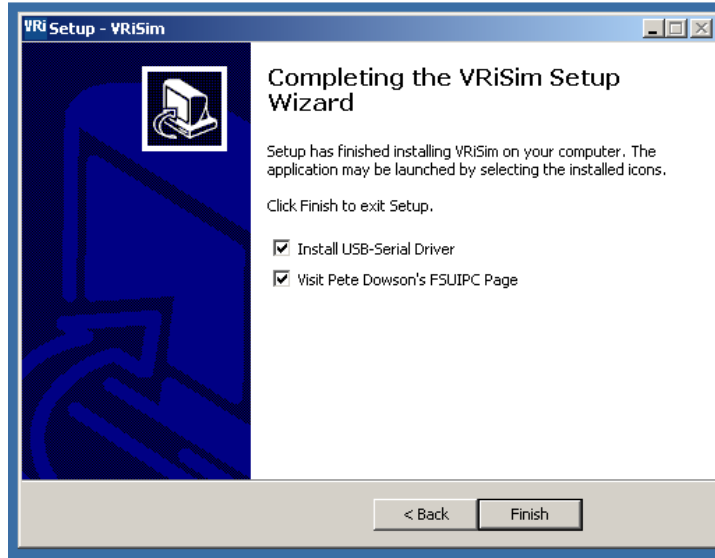 VRi Setup - VRiSim
Completing the VRiSim Setup
Wizard
Setup has finished installing VRiSim on your computer. The
application may be launched by selecting the installed icons.
Click Finish to exit Setup.
Install USB-Serial Driver
Visit Pete Dowson's FSUIPC Page
< Back
Finish